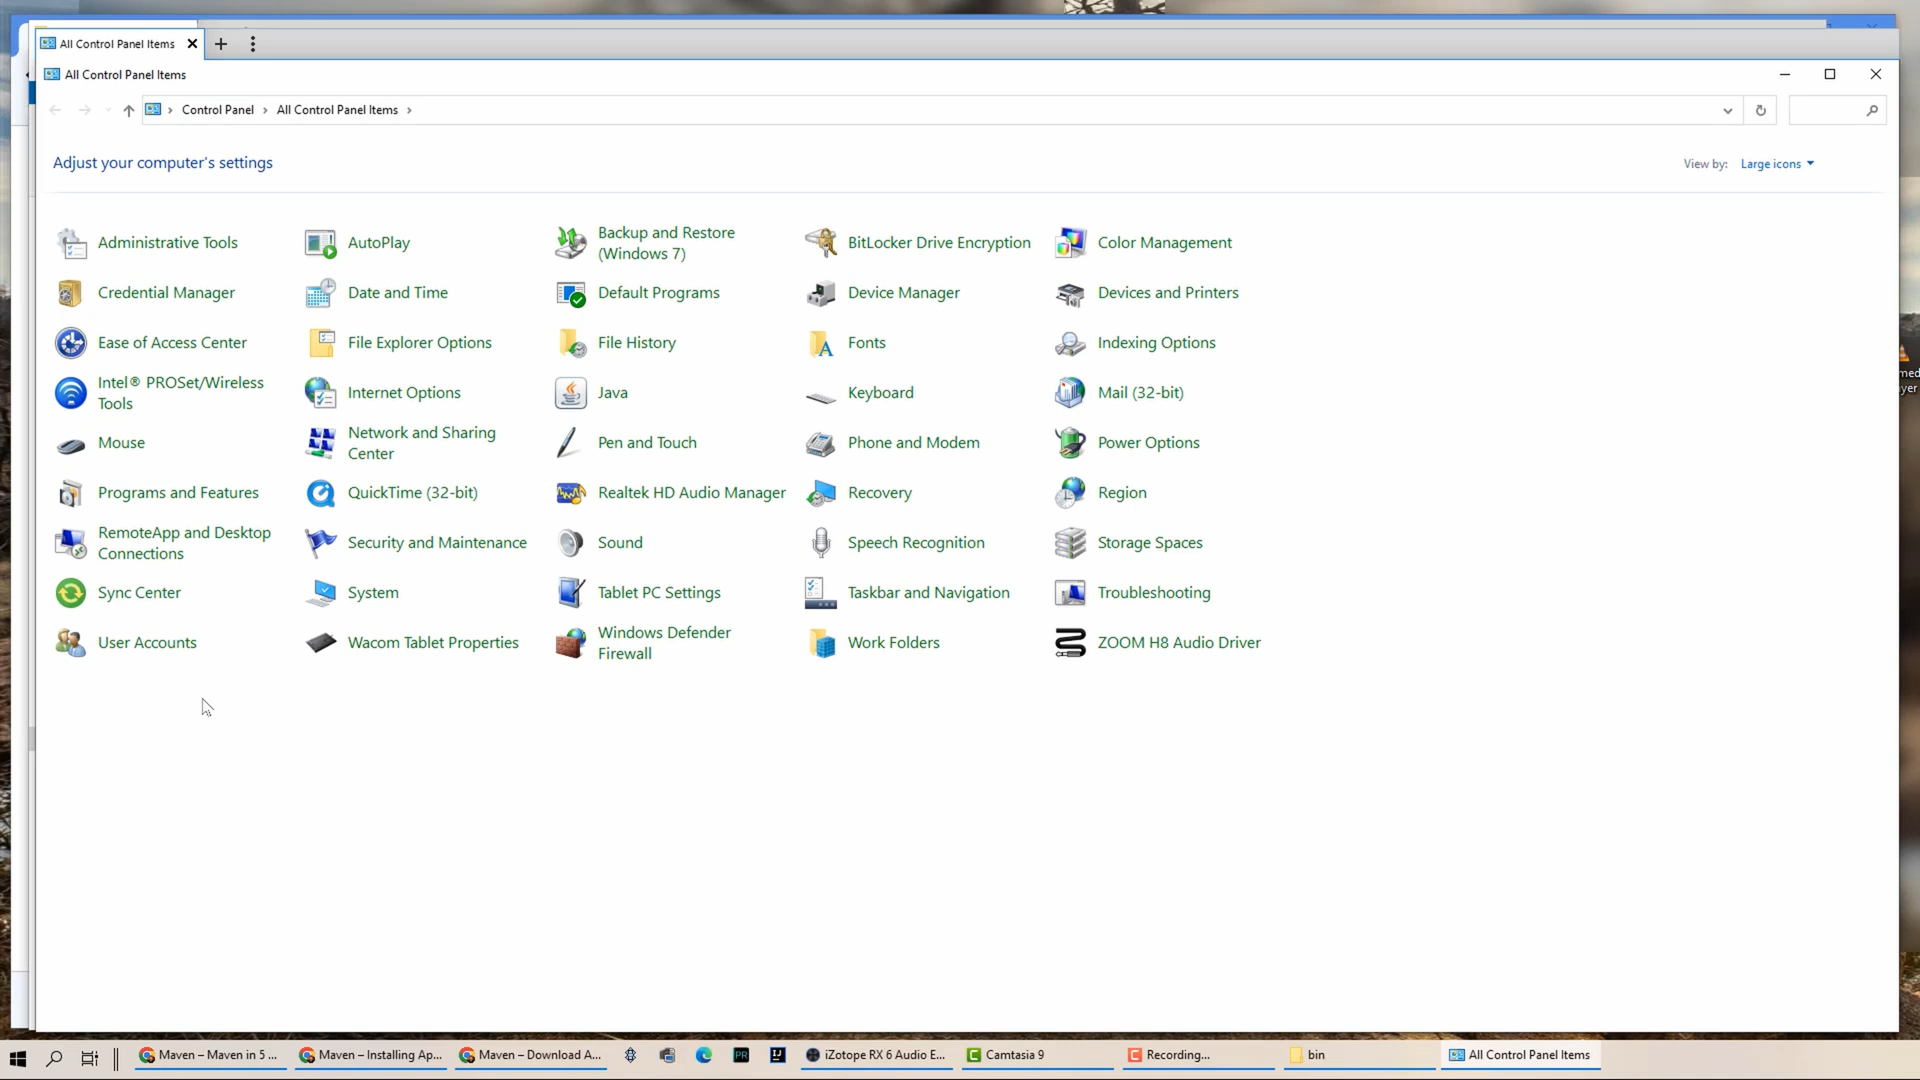 All Control Panel Items
All Control Panel Items
Control Panel
All Control Panel Items
Adjust your computer's settings
View by: Large icons
Administrative Tools
AutoPlay
Backup and Restore
(Windows 7)
BitLocker Drive Encryption
Color Management
Credential Manager
Date and Time
Default Programs
Device Manager
Devices and Printers
Ease of Access Center
File Explorer Options
File History
Fonts
Indexing Options
Intel® PROSet/Wireless
Tools
Internet Options
Java
Keyboard
Mail (32-bit)
Mouse
Network and Sharing
Center
Pen and Touch
Phone and Modem
Power Options
Programs and Features
QuickTime (32-bit)
Realtek HD Audio Manager
Recovery
Region
RemoteApp and Desktop
Connections
Security and Maintenance
Sound
Speech Recognition
Storage Spaces
Sync Center
System
Tablet PC Settings
Taskbar and Navigation
Troubleshooting
User Accounts
Wacom Tablet Properties
Windows Defender
Firewall
Work Folders
ZOOM H8 Audio Driver
med
yer
Maven – Maven in 5 ...
Maven – Installing Ap...
Maven – Download A...
PR
IJ
iZotope RX 6 Audio E...
Camtasia 9
Recording...
bin
All Control Panel Items